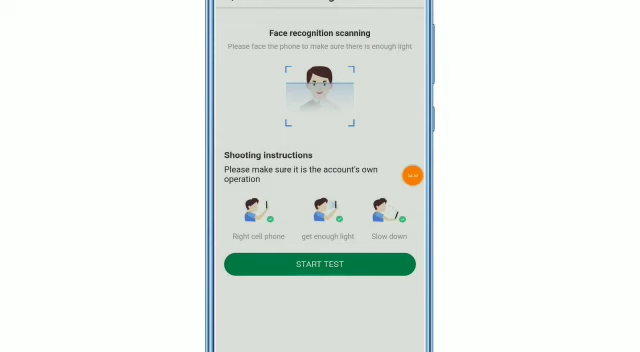 Face recognition scanning
Please face the phone to make sure there is enough light
Shooting instructions
Please make sure it is the account's own
operation
Right cell phone
get enough light
Slow down
START TEST